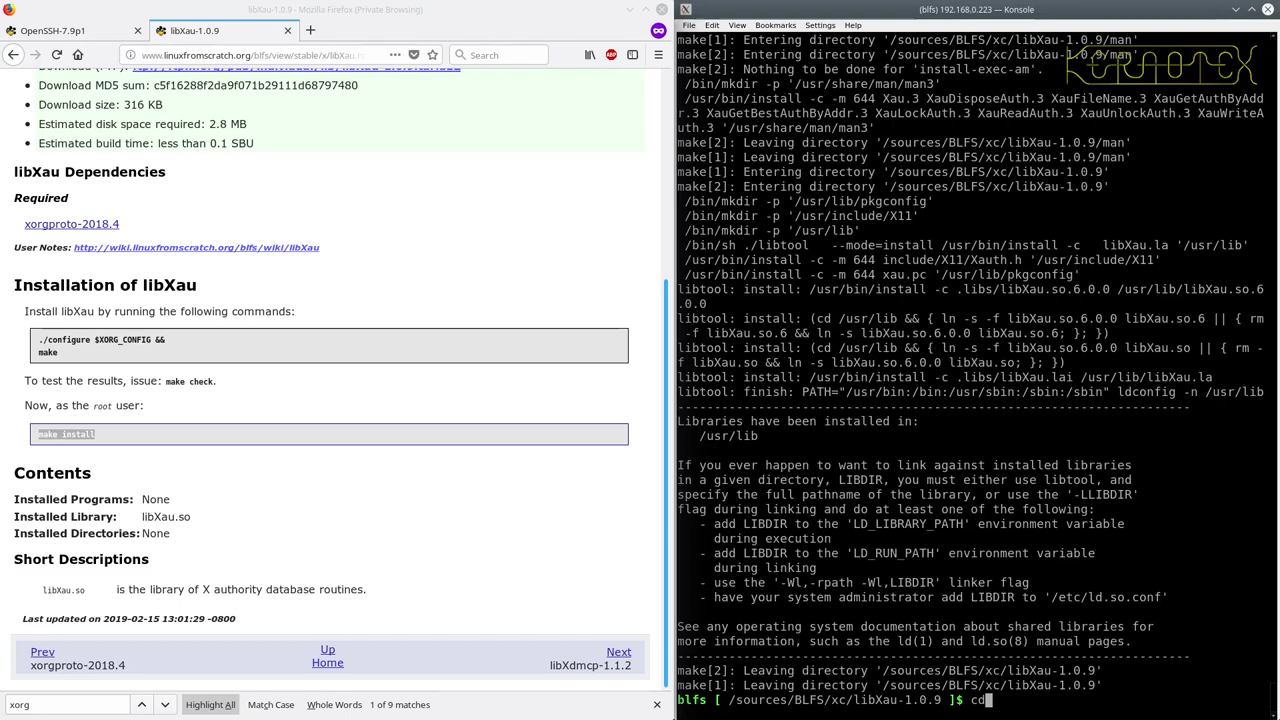 libXau-1.0.9 - Mozilla Firefox (Private Browsing)
OpenSSH-7.9p1
libXau-1.0.9
www.linuxfromscratch.org/blfs/view/stable/x/libXau.
Search
Download MD5 sum: c5f16288f2da9f071b29111d68797480
Download size: 316 KB
Estimated disk space required: 2.8 MB
Estimated build time: less than 0.1 SBU
libXau Dependencies
Required
xorgproto-2018.4
User Notes: http://wiki.linuxfromscratch.org/blfs/wiki/libXau
Installation of libXau
Install libXau by running the following commands:
./configure $XORG_CONFIG &&
make
To test the results, issue: make check.
Now, as the root user:
make install
Contents
Installed Programs: None
Installed Library: libXau.so
Installed Directories: None
Short Descriptions
libXau.so is the library of X authority database routines.
Last updated on 2019-02-15 13:01:29 -0800
Prev
Up
Next
xorgproto-2018.4
Home
libXdmcp-1.1.2
xorg
Highlight All
Match Case
Whole Words
1 of 9 matches
(blfs) 192.168.0.223 — Konsole
File Edit View Bookmarks Settings Help
make[1]: Entering directory '/sources/BLFS/xc/libXau-1.0.9/man'
make[2]: Entering directory '/sources/BLFS/xc/libXau-1.0.9/man'
make[2]: Nothing to be done for 'install-exec-am'.
/bin/mkdir -p '/usr/share/man/man3'
/usr/bin/install -c -m 644 Xau.3 XauDisposeAuth.3 XauFileName.3 XauGetAuthByAdd
r.3 XauGetBestAuthByAddr.3 XauLockAuth.3 XauReadAuth.3 XauUnlockAuth.3 XauWriteA
uth.3 '/usr/share/man/man3'
make[2]: Leaving directory '/sources/BLFS/xc/libXau-1.0.9/man'
make[1]: Leaving directory '/sources/BLFS/xc/libXau-1.0.9/man'
make[1]: Entering directory '/sources/BLFS/xc/libXau-1.0.9'
make[2]: Entering directory '/sources/BLFS/xc/libXau-1.0.9'
/bin/mkdir -p '/usr/lib/pkgconfig'
/bin/mkdir -p '/usr/include/X11'
/bin/mkdir -p '/usr/lib'
/bin/sh ./libtool --mode=install /usr/bin/install -c libXau.la '/usr/lib'
/usr/bin/install -c -m 644 include/X11/Xauth.h '/usr/include/X11'
/usr/bin/install -c -m 644 xau.pc '/usr/lib/pkgconfig'
libtool: install: /usr/bin/install -c .libs/libXau.so.6.0.0 /usr/lib/libXau.so.6
.0.0
libtool: install: (cd /usr/lib && { ln -s -f libXau.so.6.0.0 libXau.so.6 || { rm
-f libXau.so.6 && ln -s libXau.so.6.0.0 libXau.so.6; }; })
libtool: install: (cd /usr/lib && { ln -s -f libXau.so.6.0.0 libXau.so || { rm -
f libXau.so && ln -s libXau.so.6.0.0 libXau.so; }; })
libtool: install: /usr/bin/install -c .libs/libXau.lai /usr/lib/libXau.la
libtool: finish: PATH="/usr/bin:/bin:/usr/sbin:/sbin:/sbin" ldconfig -n /usr/lib
----------------------------------------------------------------------
Libraries have been installed in:
/usr/lib
If you ever happen to want to link against installed libraries
in a given directory, LIBDIR, you must either use libtool, and
specify the full pathname of the library, or use the '-LLIBDIR'
flag during linking and do at least one of the following:
- add LIBDIR to the 'LD_LIBRARY_PATH' environment variable
during execution
- add LIBDIR to the 'LD_RUN_PATH' environment variable
during linking
- use the '-Wl,-rpath -Wl,LIBDIR' linker flag
- have your system administrator add LIBDIR to '/etc/ld.so.conf'
See any operating system documentation about shared libraries for
more information, such as the ld(1) and ld.so(8) manual pages.
----------------------------------------------------------------------
make[2]: Leaving directory '/sources/BLFS/xc/libXau-1.0.9'
make[1]: Leaving directory '/sources/BLFS/xc/libXau-1.0.9'
blfs [ /sources/BLFS/xc/libXau-1.0.9 ]$ cd